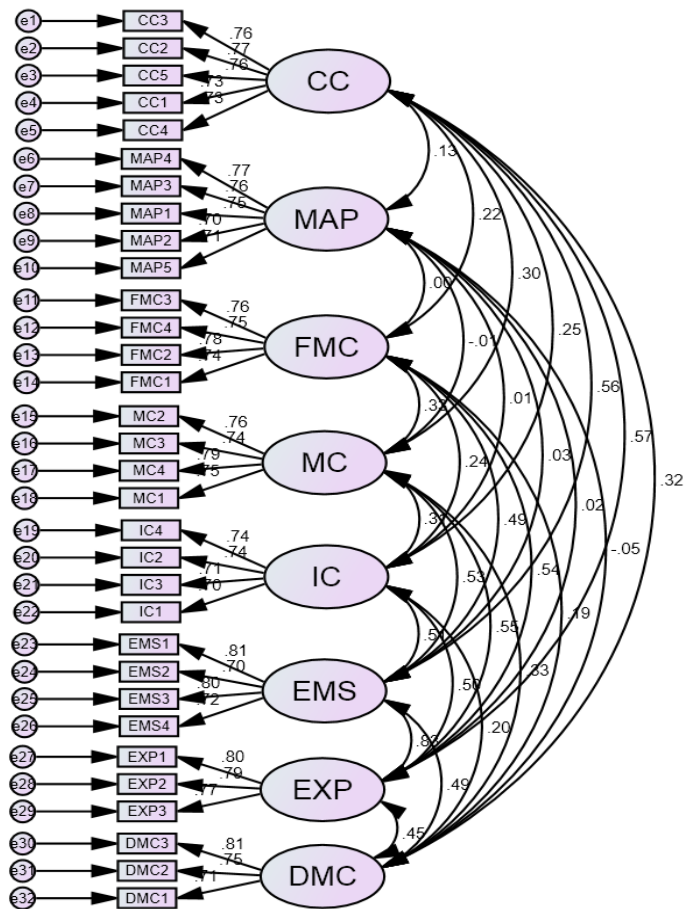 e1 CC3 .76
e2 CC2 .77
e3 CC5 .76
e4 CC1 .73
e5 CC4 .73
CC
e6 MAP4 .77
e7 MAP3 .76
e8 MAP1 .75
e9 MAP2 .70
e10 MAP5 .71
MAP
e11 FMC3 .76
e12 FMC4 .75
e13 FMC2 .78
e14 FMC1 .74
FMC
e15 MC2 .76
e16 MC3 .74
e17 MC4 .79
e18 MC1 .75
MC
e19 IC4 .74
e20 IC2 .74
e21 IC3 .71
e22 IC1 .70
IC
e23 EMS1 .81
e24 EMS2 .70
e25 EMS3 .80
e26 EMS4 .72
EMS
e27 EXP1 .80
e28 EXP2 .79
e29 EXP3 .77
EXP
e30 DMC3 .81
e31 DMC2 .75
e32 DMC1 .71
DMC
.13
.22
.30
.25
.56
.57
.32
.00
-.01
.01
.03
.02
-.05
.24
.49
.54
.19
.53
.55
.33
.51
.50
.20
.49
.45